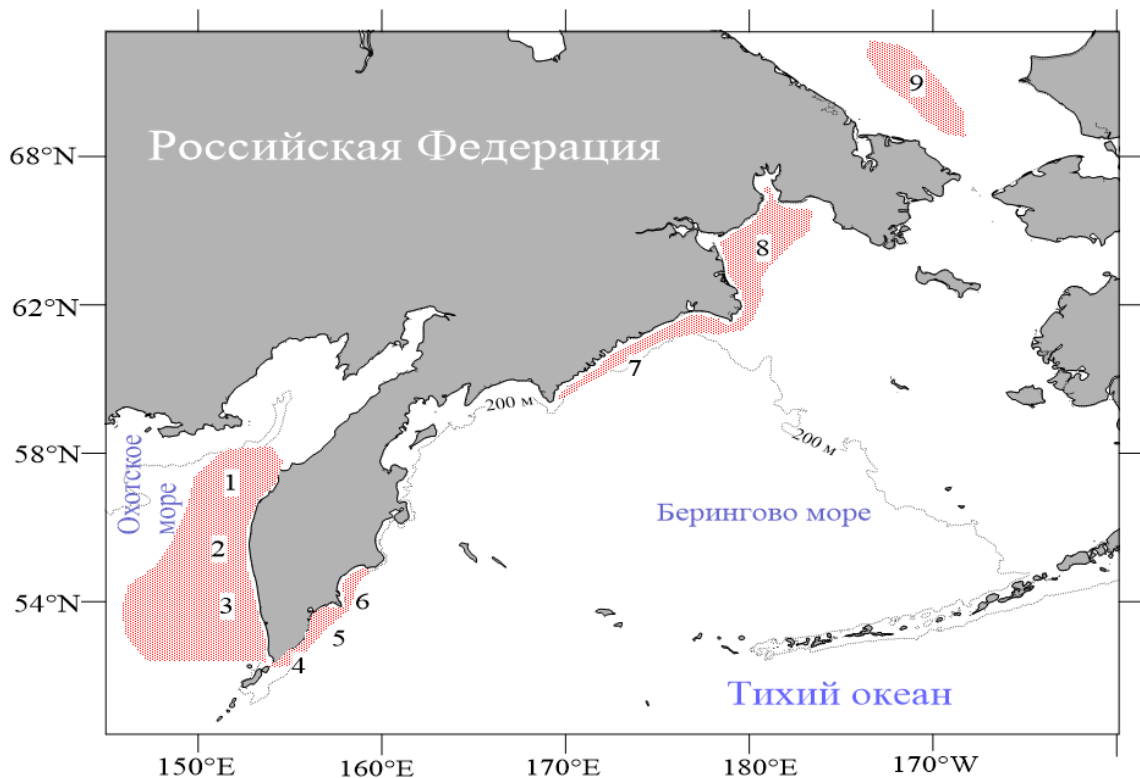 9
68°N
Российская Федерация
8
62°N
7
200 м
58°N
200 м
Охотское
море
1
2
Берингово море
3
54°N
6
5
4
Тихий океан
150°E
160°E
170°E
180°E
170°W